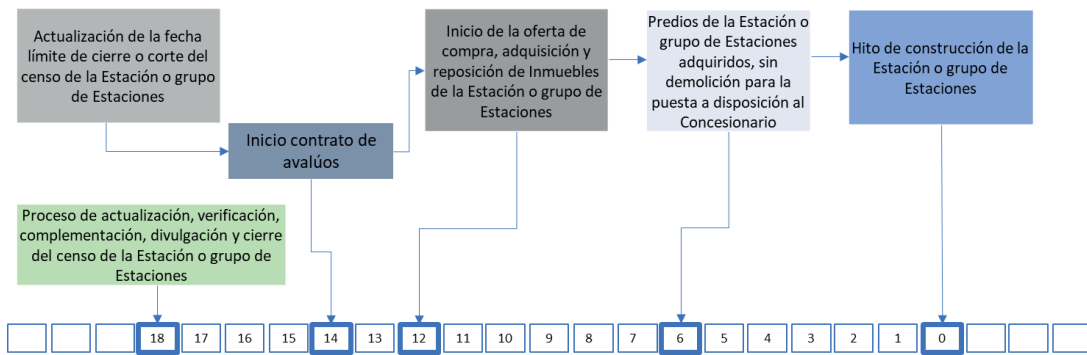 Actualización de la fecha
límite de cierre o corte del
censo de la Estación o grupo
de Estaciones
Inicio contrato de
avalúos
Inicio de la oferta de
compra, adquisición y
reposición de Inmuebles
de la Estación o grupo de
Estaciones
Predios de la Estación o
grupo de Estaciones
adquiridos, sin
demolición para la
puesta a disposición al
Concesionario
Hito de construcción de la
Estación o grupo de
Estaciones
Proceso de actualización, verificación,
complementación, divulgación y cierre
del censo de la Estación o grupo de
Estaciones
18 17 16 15 14 13 12 11 10 9 8 7 6 5 4 3 2 1 0